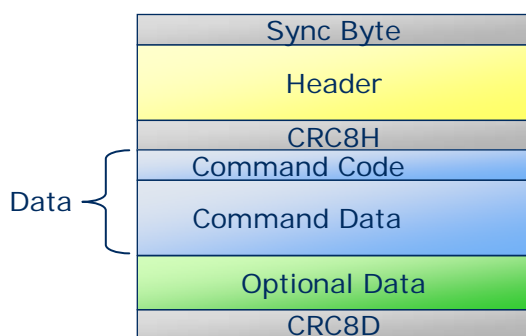 Sync Byte
Header
CRC8H
Command Code
Data
Command Data
Optional Data
CRC8D